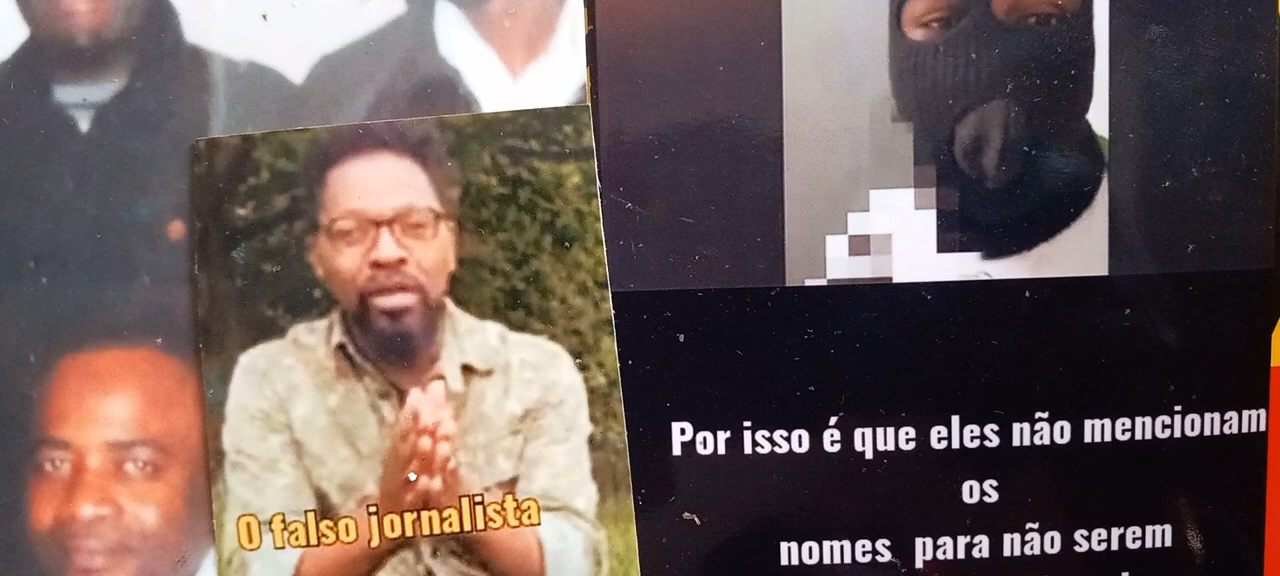 O falso jornalista
Por isso é que eles não mencionam
os
nomes para não serem